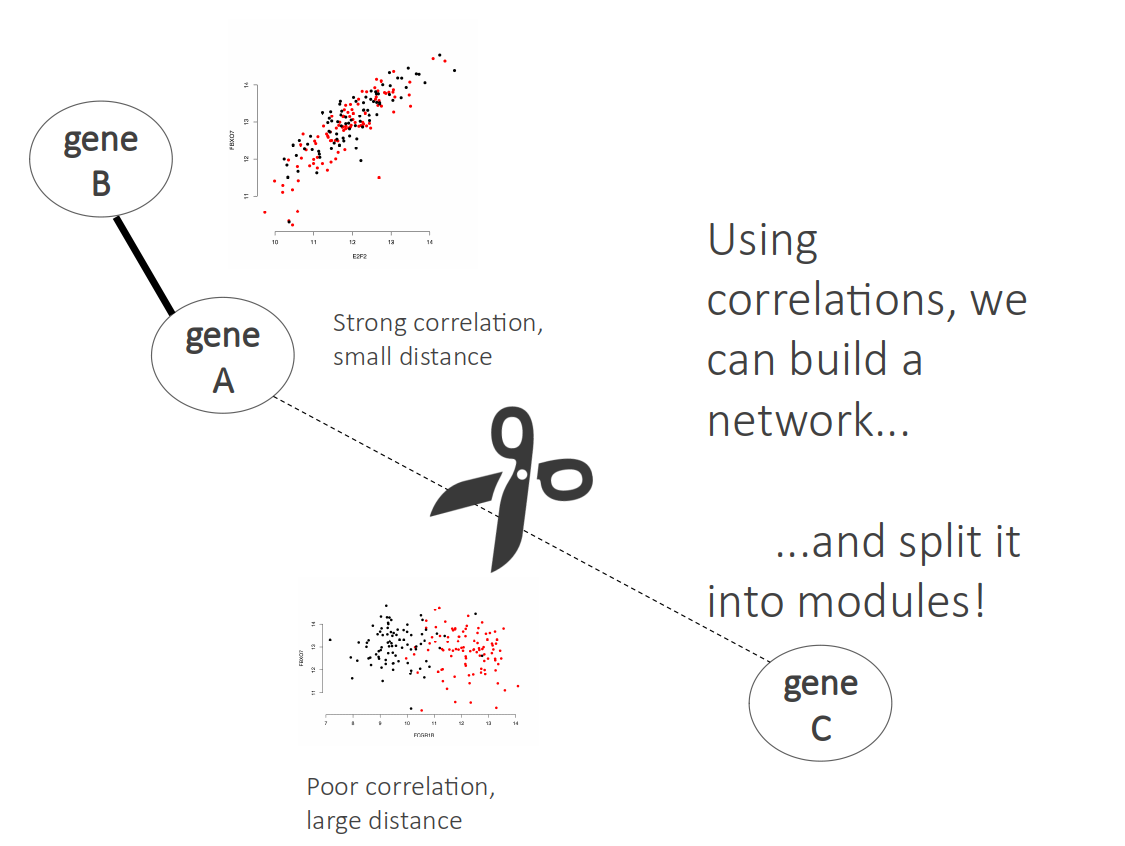 gene
B
FBXO7
14
13
12
11
10
11
12
13
14
E2F2
gene
A
Strong correlation,
small distance
Using
correlations, we
can build a
network...
...and split it
into modules!
FBXO7
14
13
12
11
7
8
9
10
11
12
13
14
FCGR1B
gene
C
Poor correlation,
large distance